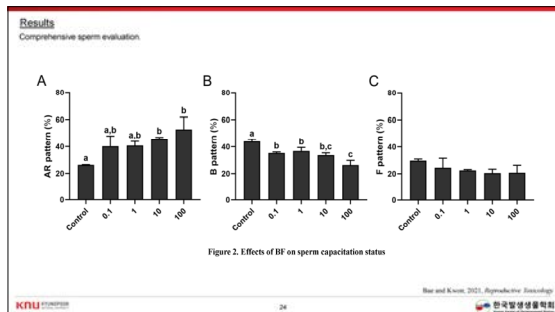 Results
Comprehensive sperm evaluation.
A
AR pattern (%)
80
60
40
20
0
a
a,b
a,b
b
b
Control
0.1
1
10
100
B
B pattern (%)
80
60
40
20
0
a
b
b
b,c
c
Control
0.1
1
10
100
C
F pattern (%)
80
60
40
20
0
Control
0.1
1
10
100
Figure 2. Effects of BF on sperm capacitation status
Bae and Kwon, 2021, Reproductive Toxicology
KNU
24
한국발생생물학회